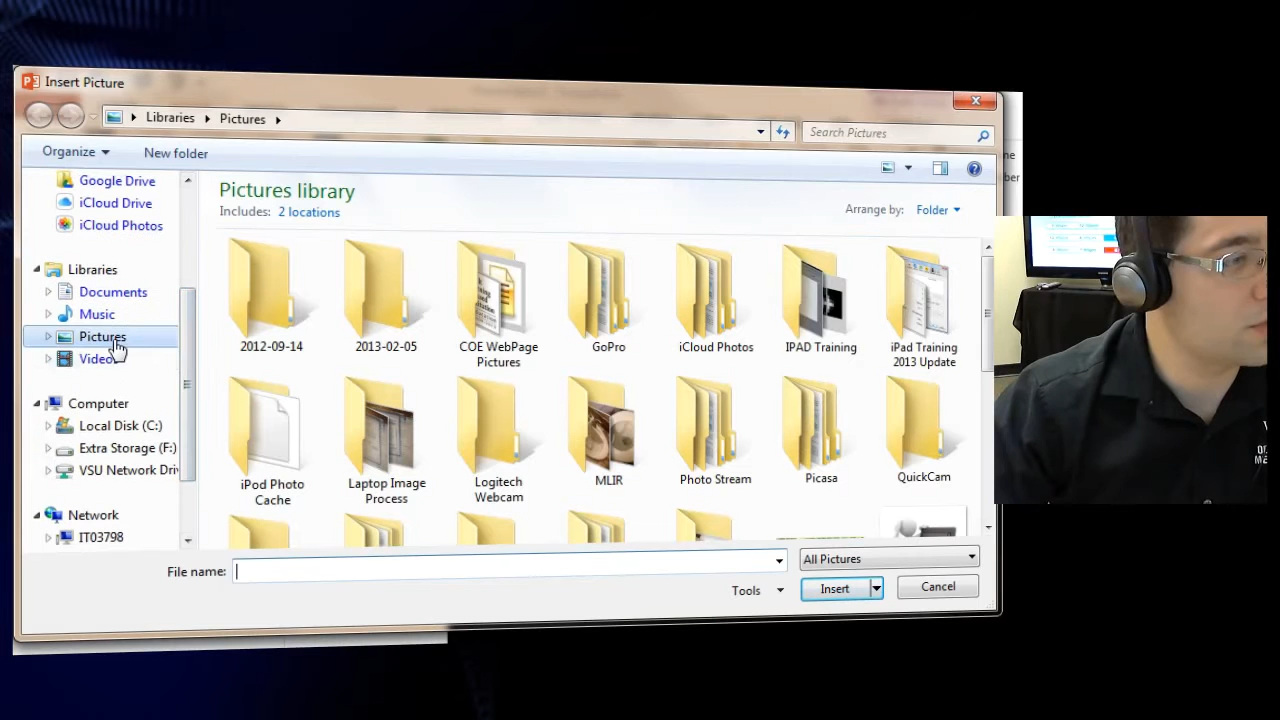 Insert Picture
Libraries Pictures
Search Pictures
Organize New folder
Google Drive
iCloud Drive
iCloud Photos
Libraries
Documents
Music
Pictures
Computer
Local Disk (C:)
Extra Storage (F:)
VSU Network Driv
Network
IT03798
Pictures library
Includes: 2 locations
Arrange by: Folder
2012-09-14
2013-02-05
COE WebPage
Pictures
GoPro
iCloud Photos
IPAD Training
iPad Training
2013 Update
iPod Photo
Cache
Laptop Image
Process
Logitech
Webcam
MLIR
Photo Stream
Picasa
QuickCam
File name:
All Pictures
Tools
Insert
Cancel